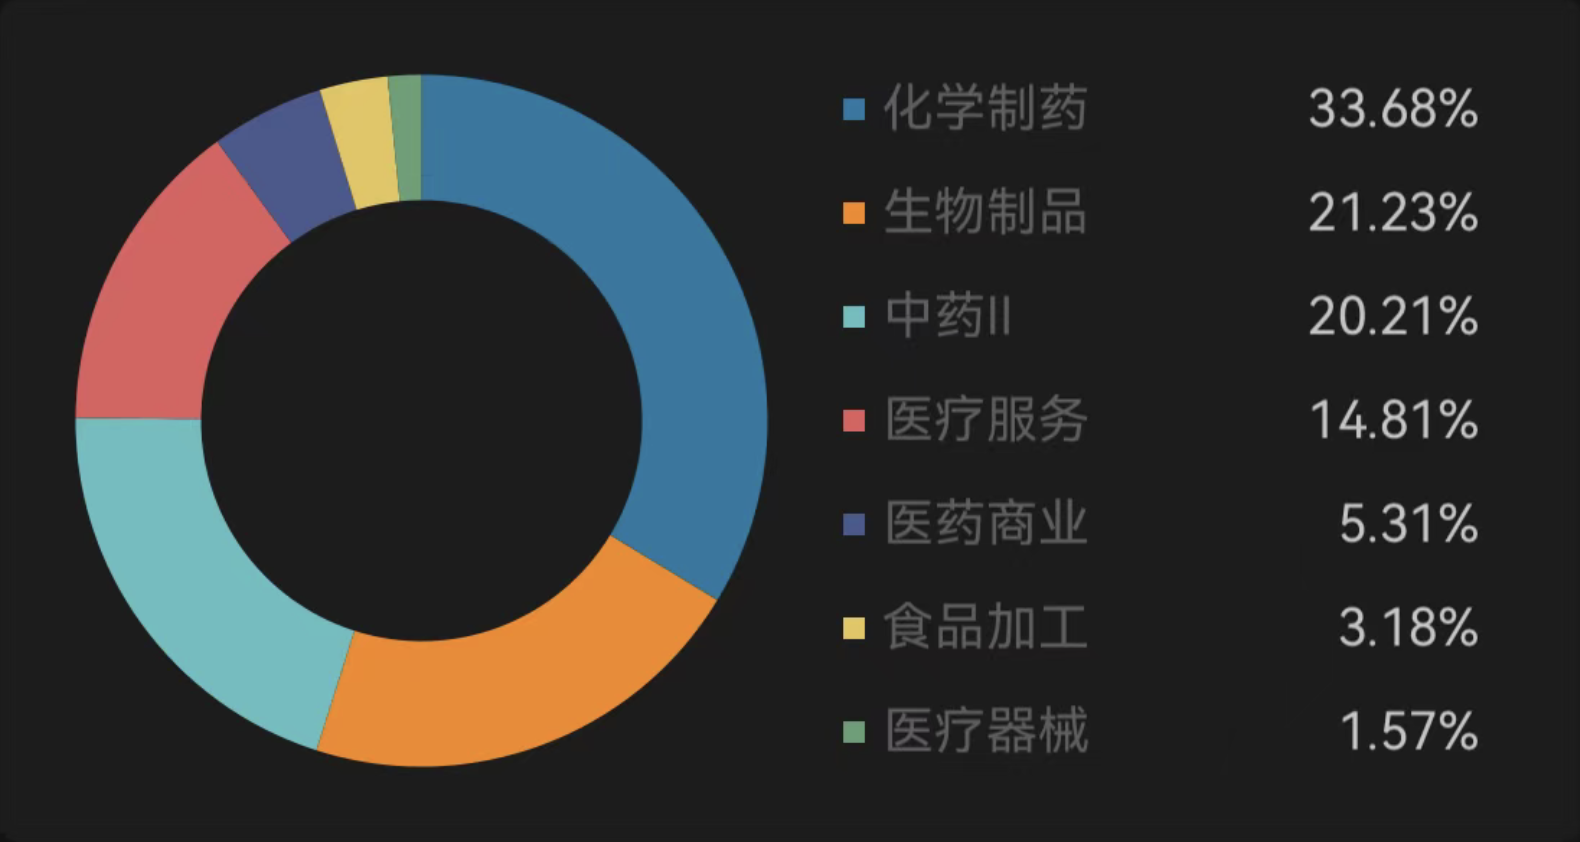 化学制药 33.68%
生物制品 21.23%
中药II 20.21%
医疗服务 14.81%
医药商业 5.31%
食品加工 3.18%
医疗器械 1.57%